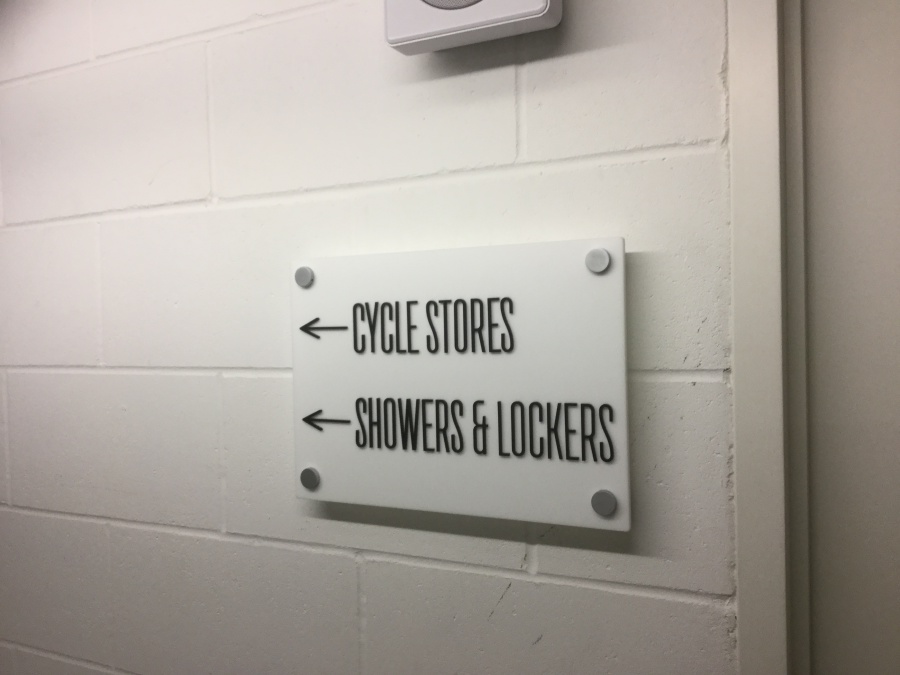 ← CYCLE STORES
← SHOWERS & LOCKERS